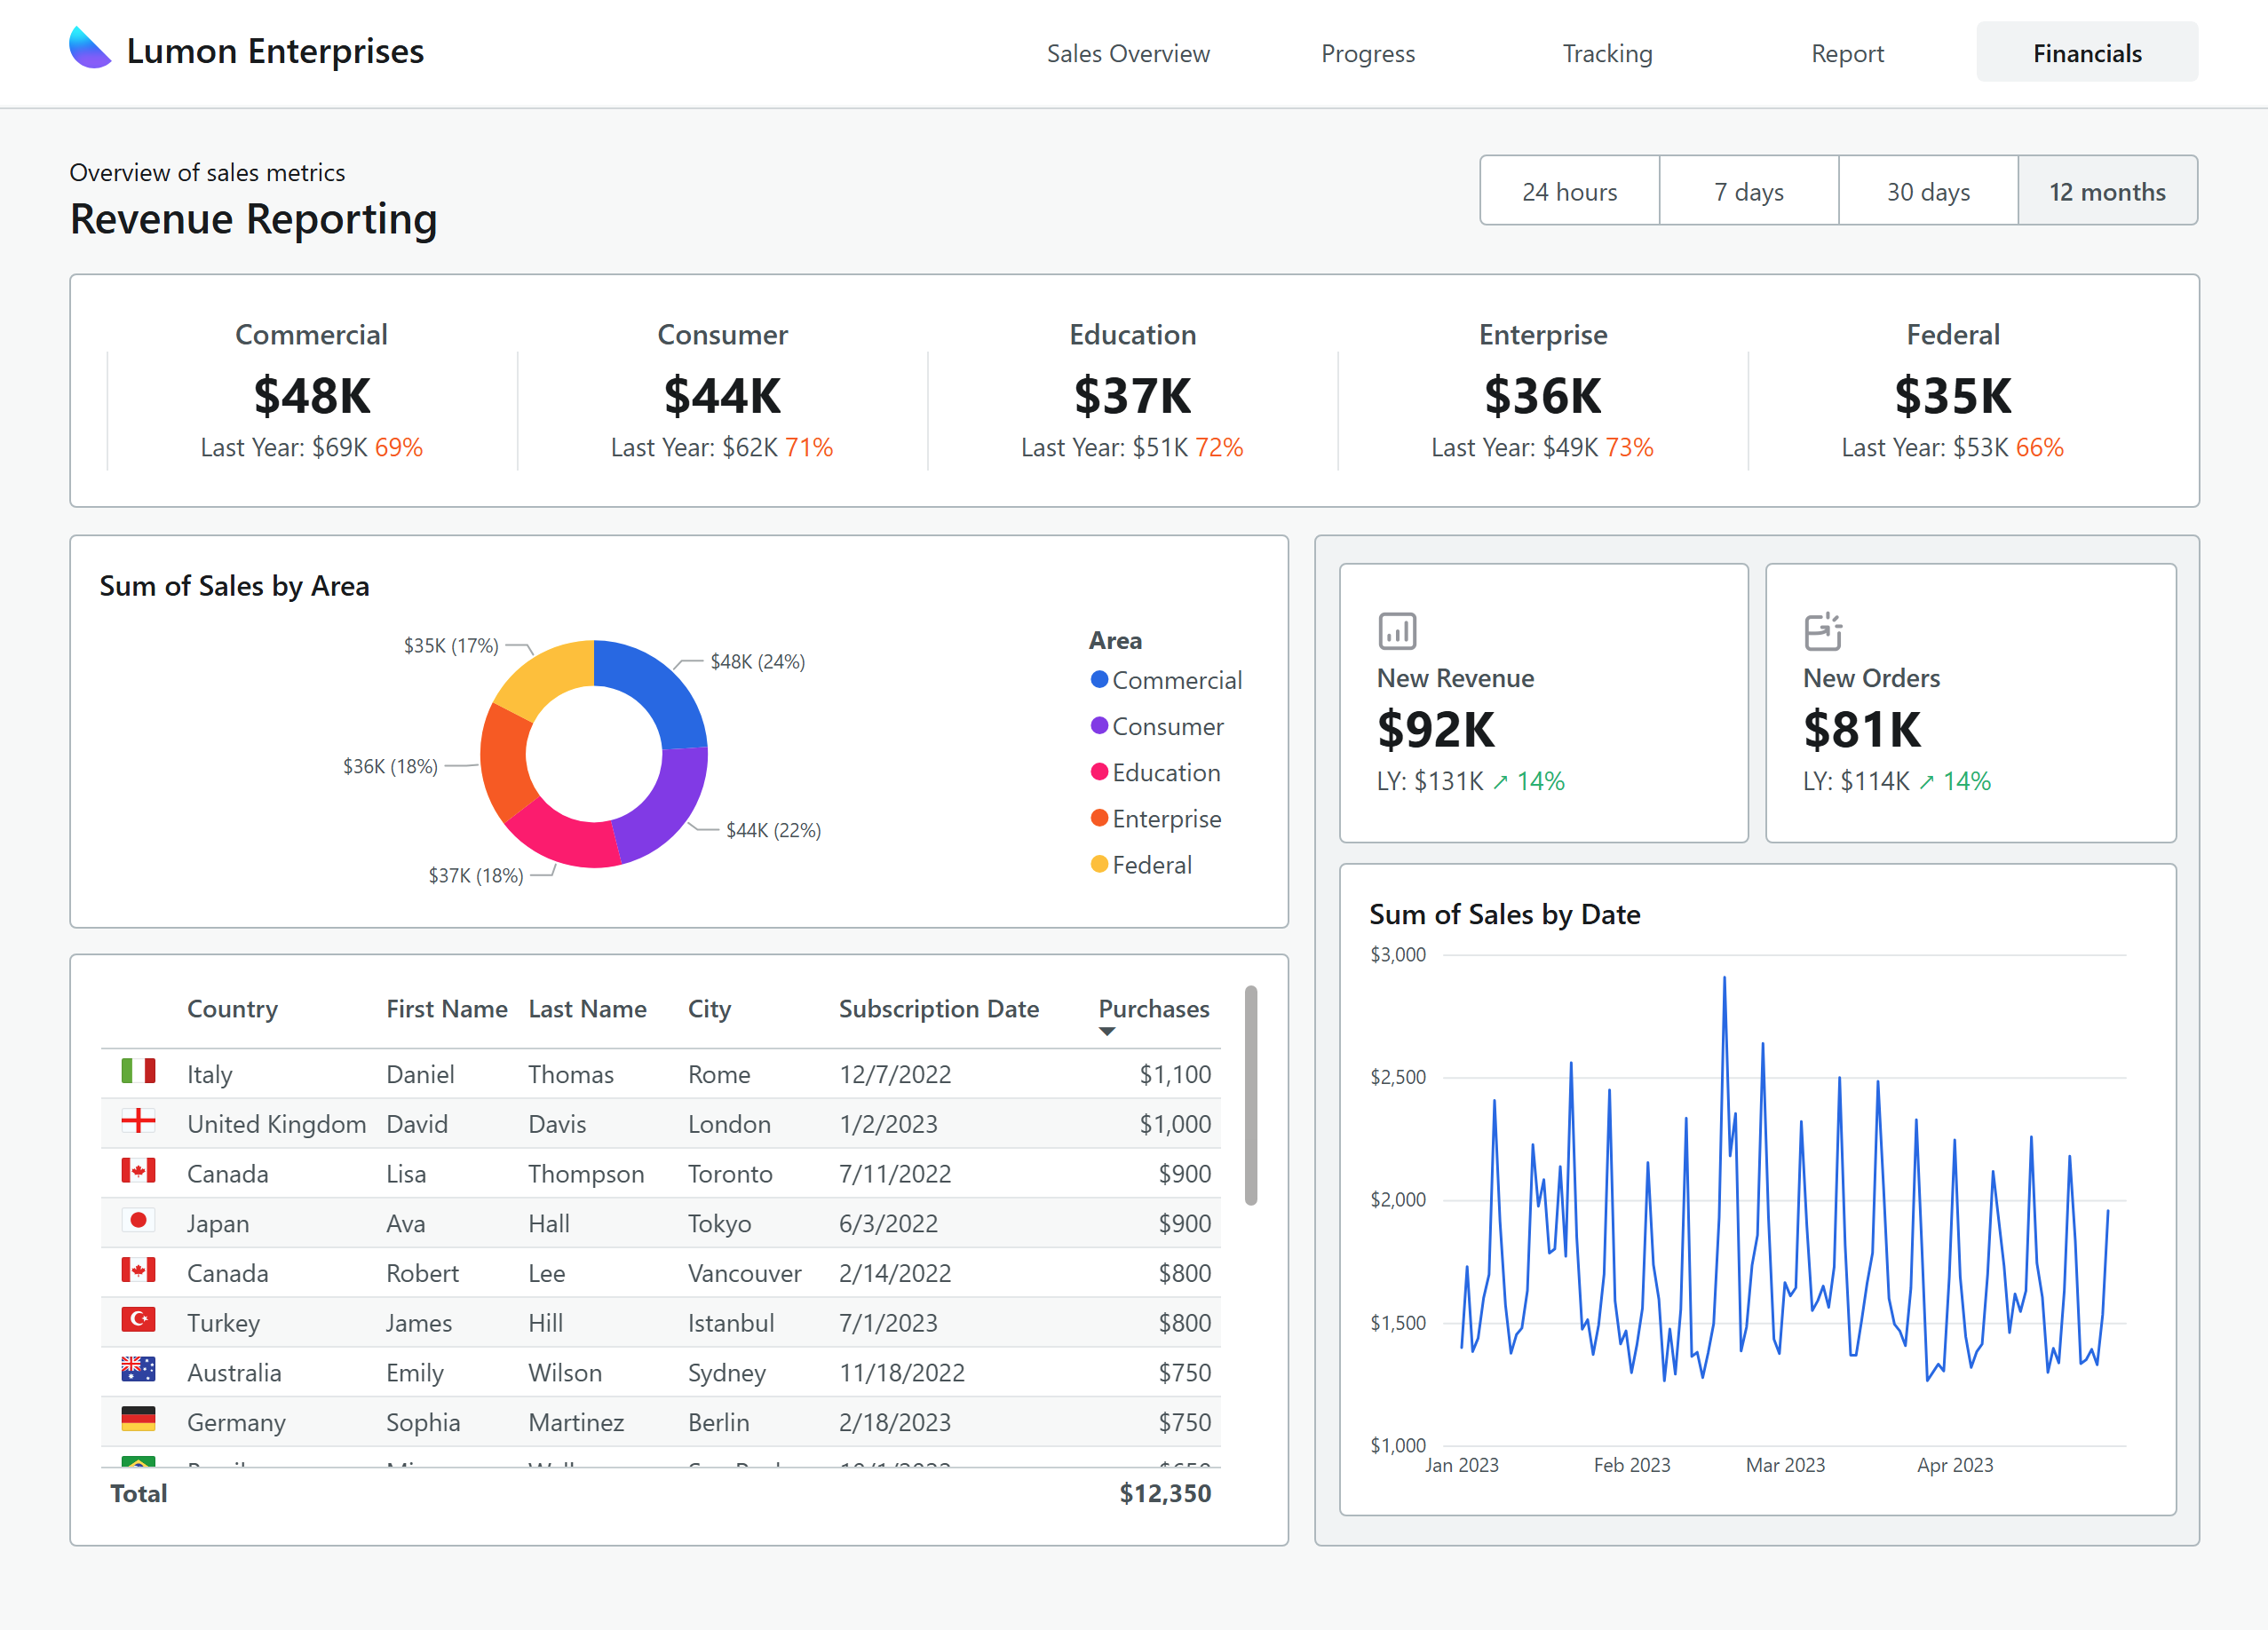 Lumon Enterprises
Sales Overview Progress Tracking Report Financials
Overview of sales metrics
Revenue Reporting
24 hours 7 days 30 days 12 months
Commercial Consumer Education Enterprise Federal
$48K $44K $37K $36K $35K
Last Year: $69K 69% Last Year: $62K 71% Last Year: $51K 72% Last Year: $49K 73% Last Year: $53K 66%
Sum of Sales by Area
$35K (17%)
$48K (24%)
$36K (18%)
$44K (22%)
$37K (18%)
Area
Commercial
Consumer
Education
Enterprise
Federal
New Revenue
$92K
LY: $131K ↗ 14%
New Orders
$81K
LY: $114K ↗ 14%
Country First Name Last Name City Subscription Date Purchases
Italy Daniel Thomas Rome 12/7/2022 $1,100
United Kingdom David Davis London 1/2/2023 $1,000
Canada Lisa Thompson Toronto 7/11/2022 $900
Japan Ava Hall Tokyo 6/3/2022 $900
Canada Robert Lee Vancouver 2/14/2022 $800
Turkey James Hill Istanbul 7/1/2023 $800
Australia Emily Wilson Sydney 11/18/2022 $750
Germany Sophia Martinez Berlin 2/18/2023 $750
Total $12,350
Sum of Sales by Date
$3,000
$2,500
$2,000
$1,500
$1,000
Jan 2023 Feb 2023 Mar 2023 Apr 2023